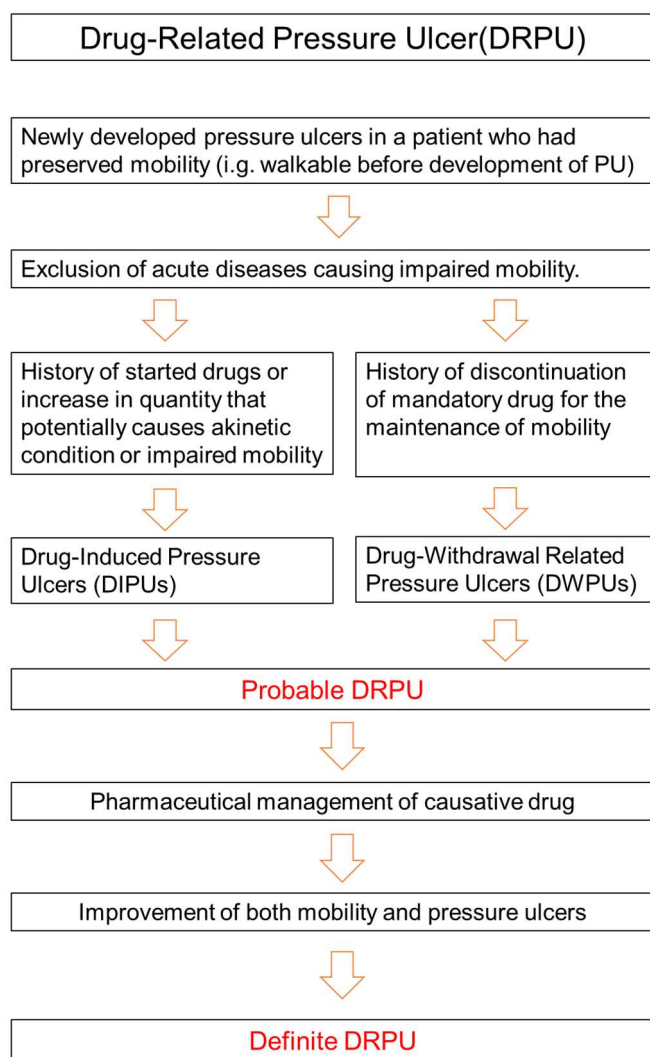 Drug-Related Pressure Ulcer(DRPU)
Newly developed pressure ulcers in a patient who had
preserved mobility (i.g. walkable before development of PU)
Exclusion of acute diseases causing impaired mobility.
History of started drugs or
increase in quantity that
potentially causes akinetic
condition or impaired mobility
History of discontinuation
of mandatory drug for the
maintenance of mobility
Drug-Induced Pressure
Ulcers (DIPUs)
Drug-Withdrawal Related
Pressure Ulcers (DWPUs)
Probable DRPU
Pharmaceutical management of causative drug
Improvement of both mobility and pressure ulcers
Definite DRPU